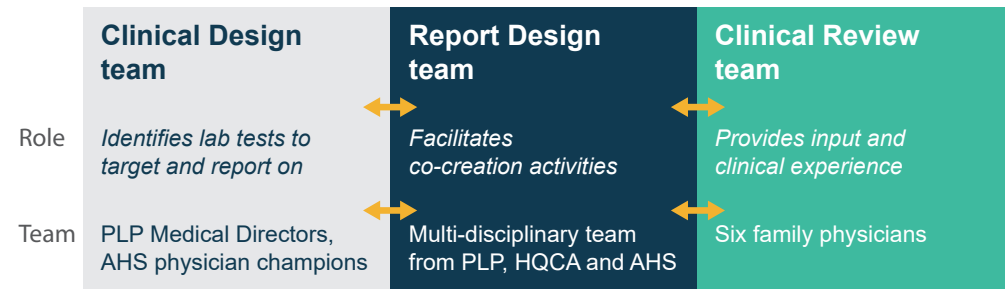 Clinical Design
team
Report Design
team
Clinical Review
team
Role
Identifies lab tests to
target and report on
Facilitates
co-creation activities
Provides input and
clinical experience
Team
PLP Medical Directors,
AHS physician champions
Multi-disciplinary team
from PLP, HQCA and AHS
Six family physicians